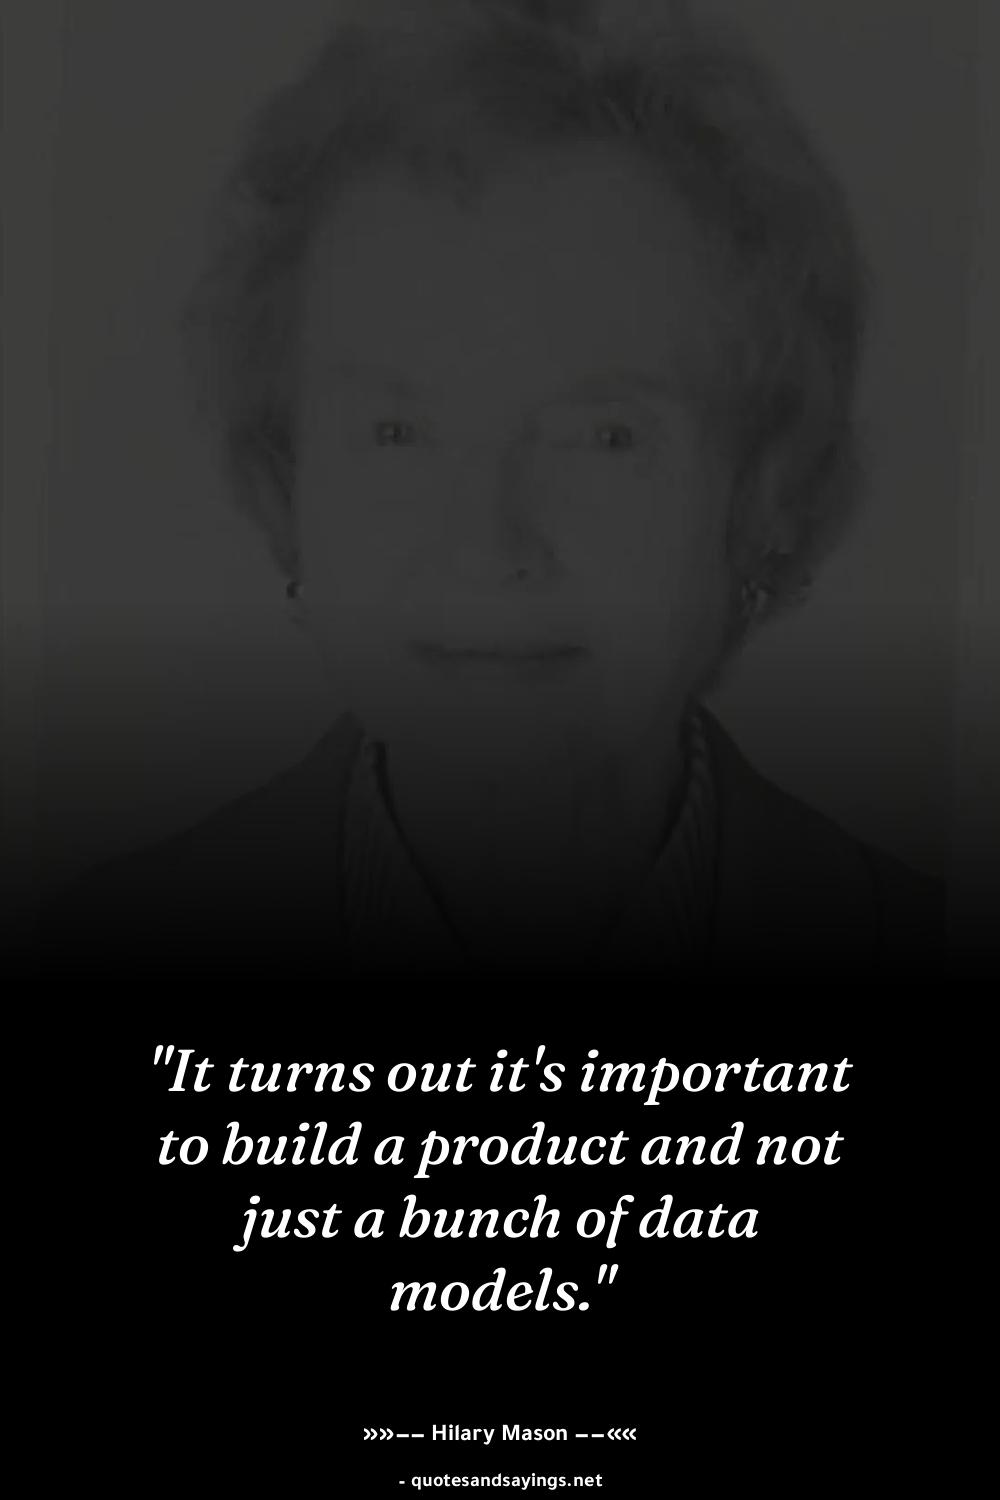 "It turns out it's important
to build a product and not
just a bunch of data
models."
»»–– Hilary Mason ––««
- quotesandsayings.net